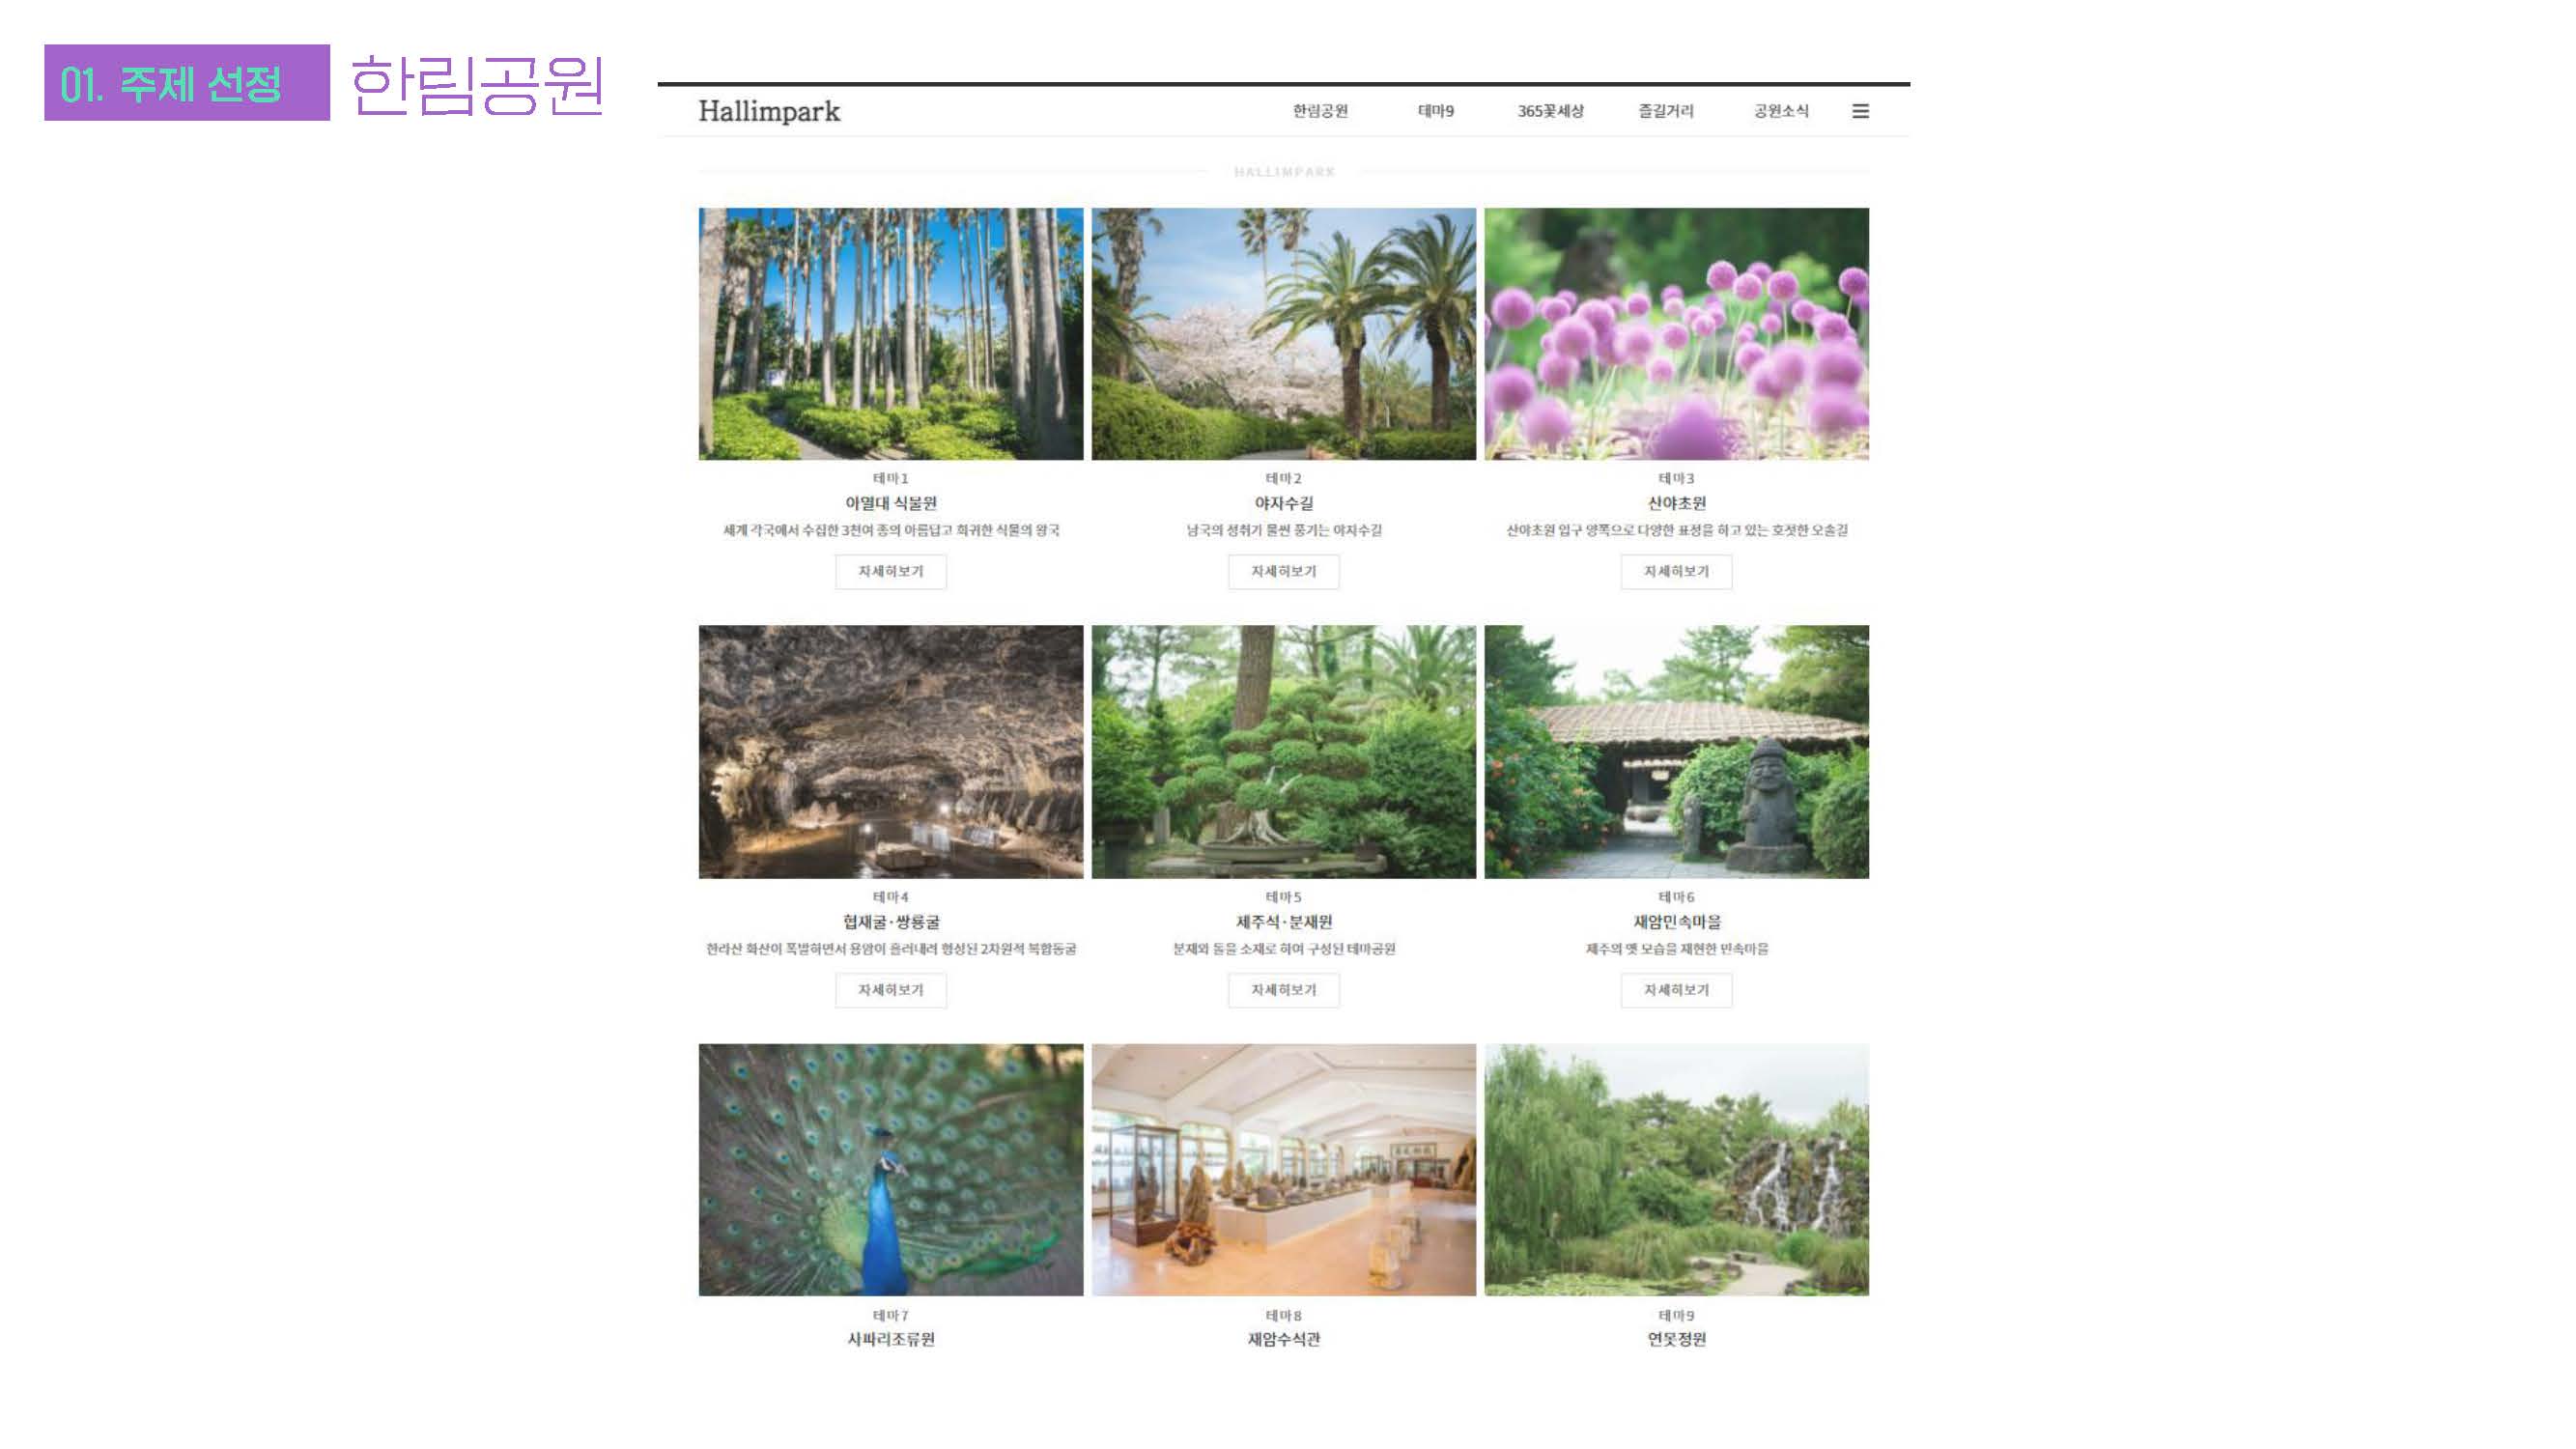 01. 주제 선정 한림공원
Hallimpark 한림공원 테마9 365꽃세상 즐길거리 공원소식
HALLIMPARK
테마1
아열대 식물원
세계 각국에서 수집한 3천여 종의 아름답고 희귀한 식물의 왕국
자세히보기
테마2
야자수길
남국의 정취가 물씬 풍기는 야자수길
자세히보기
테마3
산야초원
산야초원 입구 양쪽으로 다양한 표정을 하고 있는 호젓한 오솔길
자세히보기
테마4
협재굴·쌍룡굴
한라산 화산이 폭발하면서 용암이 흘러내려 형성된 2차원적 복합동굴
자세히보기
테마5
제주석·분재원
분재와 돌을 소재로 하여 구성된 테마공원
자세히보기
테마6
재암민속마을
제주의 옛 모습을 재현한 민속마을
자세히보기
테마7
사파리조류원
테마8
재암수석관
테마9
연못정원